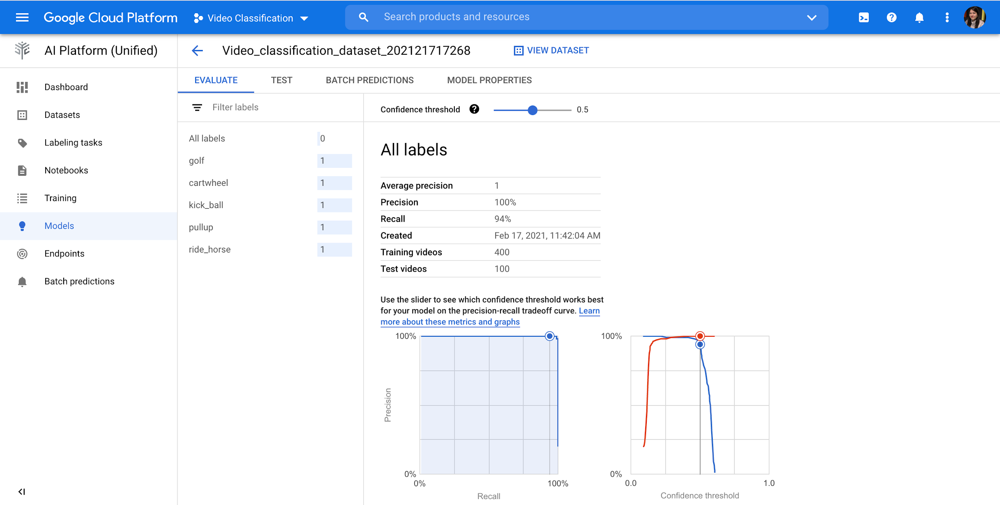 Google Cloud Platform
Video Classification
Search products and resources
AI Platform (Unified)
Video_classification_dataset_202121717268
VIEW DATASET
Dashboard
Datasets
Labeling tasks
Notebooks
Training
Models
Endpoints
Batch predictions
EVALUATE
TEST
BATCH PREDICTIONS
MODEL PROPERTIES
Filter labels
All labels 0
golf 1
cartwheel 1
kick_ball 1
pullup 1
ride_horse 1
Confidence threshold 0.5
All labels
Average precision 1
Precision 100%
Recall 94%
Created Feb 17, 2021, 11:42:04 AM
Training videos 400
Test videos 100
Use the slider to see which confidence threshold works best
for your model on the precision-recall tradeoff curve. Learn
more about these metrics and graphs
100%
Precision
0%
0% 100%
Recall
100%
0%
0.0 1.0
Confidence threshold